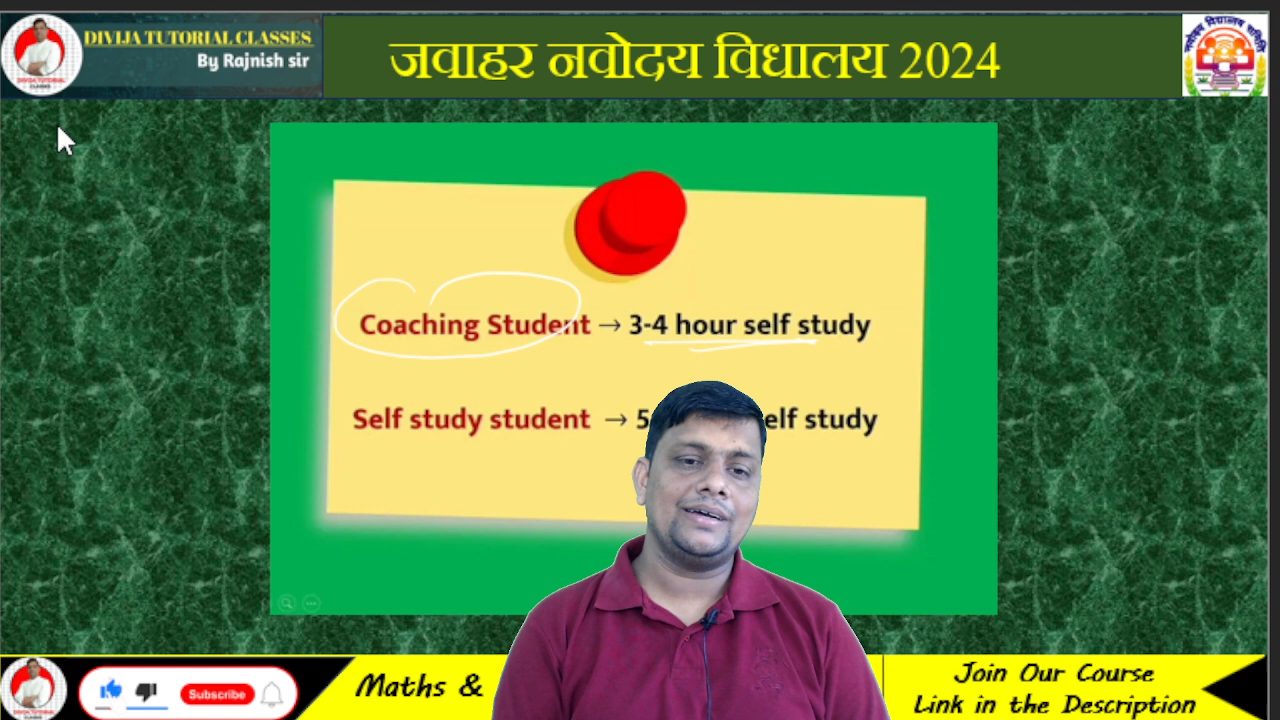 DIVIJA TUTORIAL CLASSES
By Rajnish sir
जवाहर नवोदय विधालय 2024
Coaching Student → 3-4 hour self study
Self study student → 5 elf study
Subscribe
Maths &
Join Our Course
Link in the Description